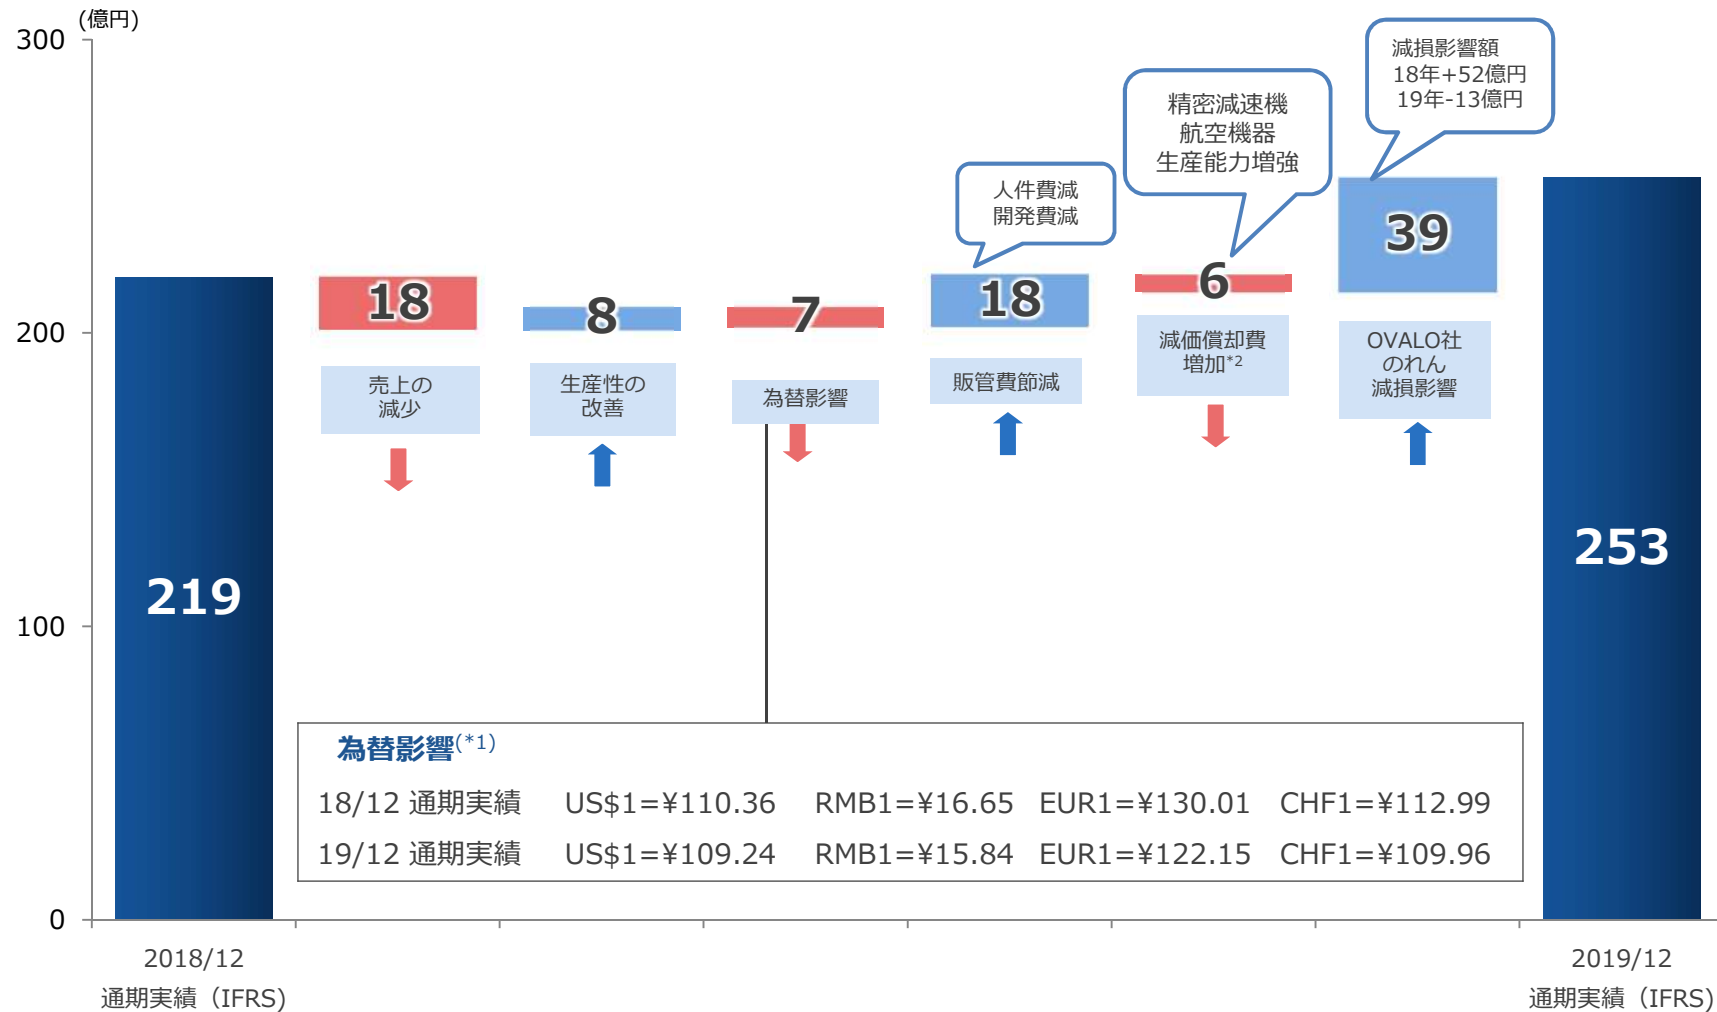 (億円)
300
200
100
0
219
18
売上の
減少
8
生産性の
改善
7
為替影響
人件費減
開発費減
18
販管費節減
精密減速機
航空機器
生産能力増強
6
減価償却費
増加*2
減損影響額
18年+52億円
19年-13億円
39
OVALO社
のれん
減損影響
253
為替影響(*1)
18/12 通期実績 US$1=¥110.36 RMB1=¥16.65 EUR1=¥130.01 CHF1=¥112.99
19/12 通期実績 US$1=¥109.24 RMB1=¥15.84 EUR1=¥122.15 CHF1=¥109.96
2018/12
通期実績（IFRS)
2019/12
通期実績（IFRS)